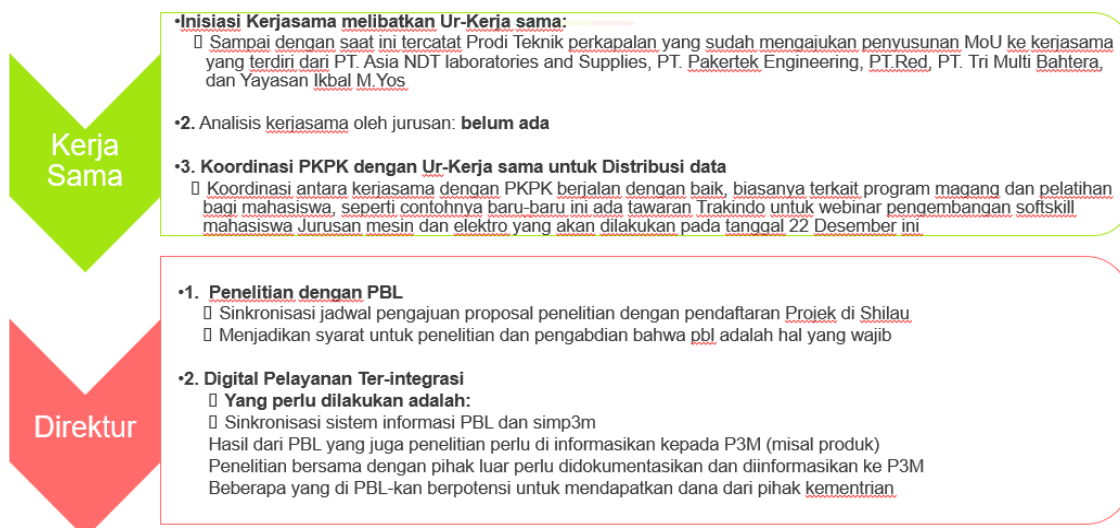 Kerja
Sama
•Inisiasi Kerjasama melibatkan Ur-Kerja sama:
▯ Sampai dengan saat ini tercatat Prodi Teknik perkapalan yang sudah mengajukan penyusunan MoU ke kerjasama
yang terdiri dari PT. Asia NDT laboratories and Supplies, PT. Pakertek Engineering, PT.Red, PT. Tri Multi Bahtera,
dan Yayasan Ikbal M.Yos
•2. Analisis kerjasama oleh jurusan: belum ada
•3. Koordinasi PKPK dengan Ur-Kerja sama untuk Distribusi data
▯ Koordinasi antara kerjasama dengan PKPK berjalan dengan baik, biasanya terkait program magang dan pelatihan
bagi mahasiswa, seperti contohnya baru-baru ini ada tawaran Trakindo untuk webinar pengembangan softskill
mahasiswa Jurusan mesin dan elektro yang akan dilakukan pada tanggal 22 Desember ini
Direktur
•1. Penelitian dengan PBL
▯ Sinkronisasi jadwal pengajuan proposal penelitian dengan pendaftaran Projek di Shilau
▯ Menjadikan syarat untuk penelitian dan pengabdian bahwa pbl adalah hal yang wajib
•2. Digital Pelayanan Ter-integrasi
▯ Yang perlu dilakukan adalah:
▯ Sinkronisasi sistem informasi PBL dan simp3m
Hasil dari PBL yang juga penelitian perlu di informasikan kepada P3M (misal produk)
Penelitian bersama dengan pihak luar perlu didokumentasikan dan diinformasikan ke P3M
Beberapa yang di PBL-kan berpotensi untuk mendapatkan dana dari pihak kementrian